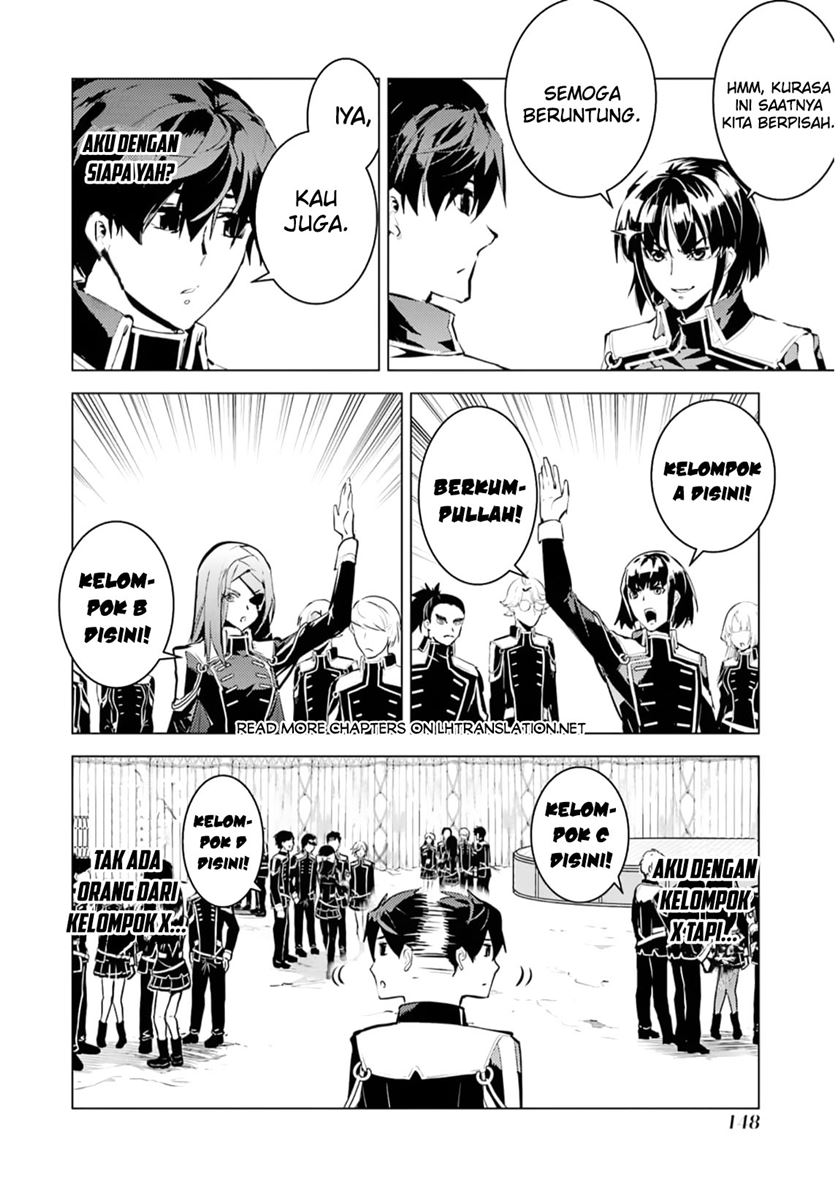 HMM, KURASA
INI SAATNYA
KITA BERPISAH.
SEMOGA
BERUNTUNG.
IYA,
KAU
JUGA.
AKU DENGAN
SIAPA YAH?
KELOMPOK
A DISINI!
BERKUM-
PULLAH!
KELOM-
POK B
DISINI!
READ MORE CHAPTERS ON LHTRANSLATION.NET
KELOM-
POK C
DISINI!
AKU DENGAN
KELOMPOK
X TAPI...
KELOM-
POK D
DISINI!
TAK ADA
ORANG DARI
KELOMPOK X...
148